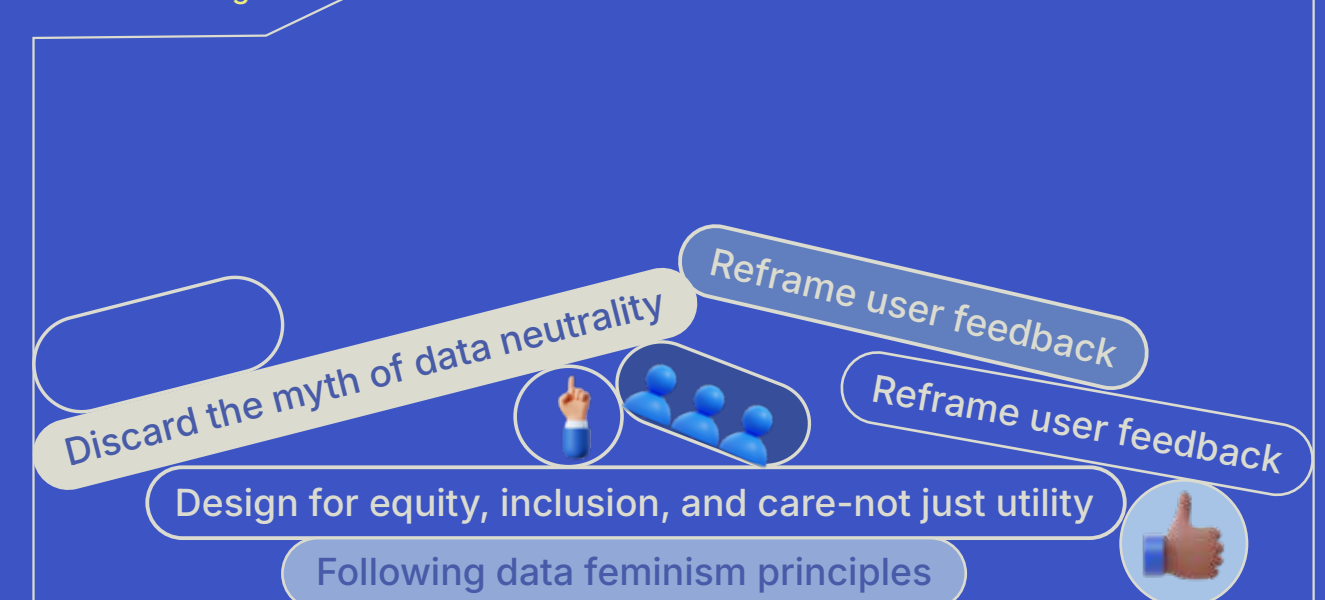 Reframe user feedback
Discard the myth of data neutrality
Reframe user feedback
Design for equity, inclusion, and care-not just utility
Following data feminism principles